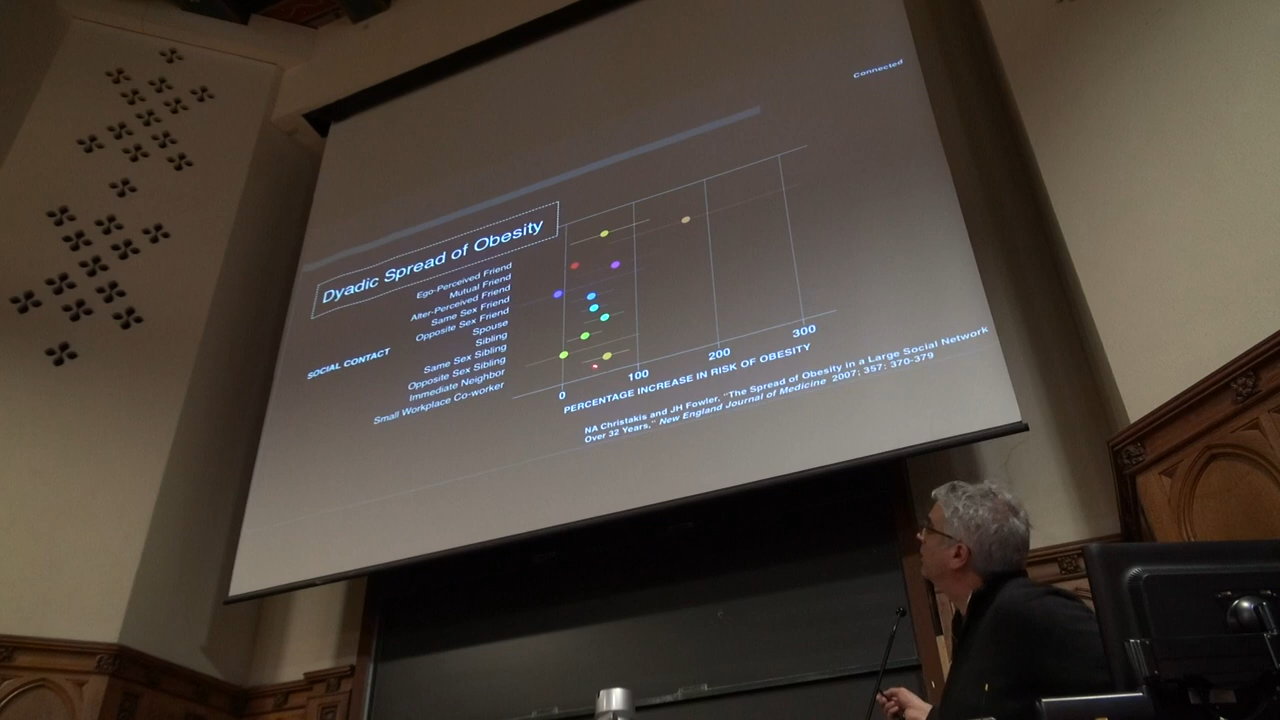 Connected
Dyadic Spread of Obesity
Ego-Perceived Friend
Mutual Friend
Alter-Perceived Friend
Same Sex Friend
Opposite Sex Friend
Spouse
Sibling
Same Sex Sibling
Opposite Sex Sibling
Immediate Neighbor
Small Workplace Co-worker
SOCIAL CONTACT
0
100
200
300
PERCENTAGE INCREASE IN RISK OF OBESITY
NA Christakis and JH Fowler, "The Spread of Obesity in a Large Social Network
Over 32 Years," New England Journal of Medicine 2007; 357: 370-379